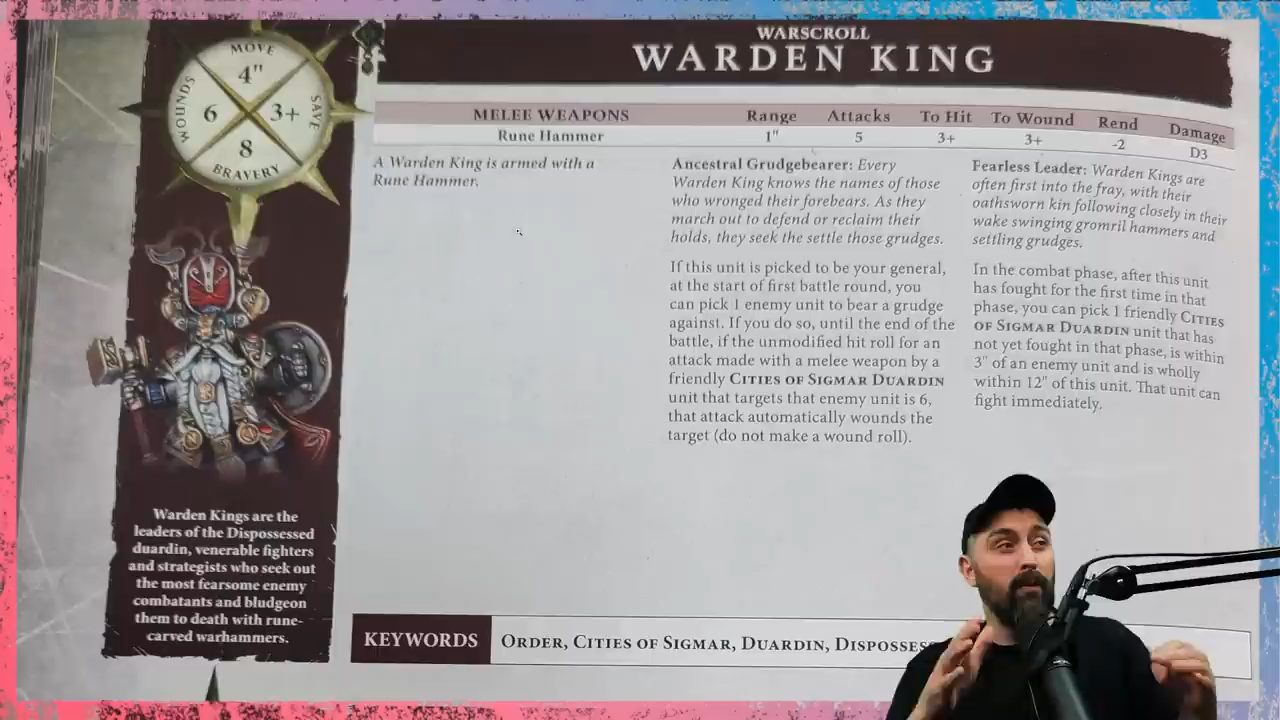 WARSCROLL
WARDEN KING
MOVE
4"
WOUNDS
6
3+
SAVE
8
BRAVERY
MELEE WEAPONS Range Attacks To Hit To Wound Rend Damage
Rune Hammer 1" 5 3+ 3+ -2 D3
A Warden King is armed with a
Rune Hammer.
Ancestral Grudgebearer: Every
Warden King knows the names of those
who wronged their forebears. As they
march out to defend or reclaim their
holds, they seek the settle those grudges.
If this unit is picked to be your general,
at the start of first battle round, you
can pick 1 enemy unit to bear a grudge
against. If you do so, until the end of the
battle, if the unmodified hit roll for an
attack made with a melee weapon by a
friendly CITIES OF SIGMAR DUARDIN
unit that targets that enemy unit is 6,
that attack automatically wounds the
target (do not make a wound roll).
Fearless Leader: Warden Kings are
often first into the fray, with their
oathsworn kin following closely in their
wake swinging gromril hammers and
settling grudges.
In the combat phase, after this unit
has fought for the first time in that
phase, you can pick 1 friendly CITIES
OF SIGMAR DUARDIN unit that has
not yet fought in that phase, is within
3" of an enemy unit and is wholly
within 12" of this unit. That unit can
fight immediately.
Warden Kings are the
leaders of the Dispossessed
duardin, venerable fighters
and strategists who seek out
the most fearsome enemy
combatants and bludgeon
them to death with rune-
carved warhammers.
KEYWORDS ORDER, CITIES OF SIGMAR, DUARDIN,